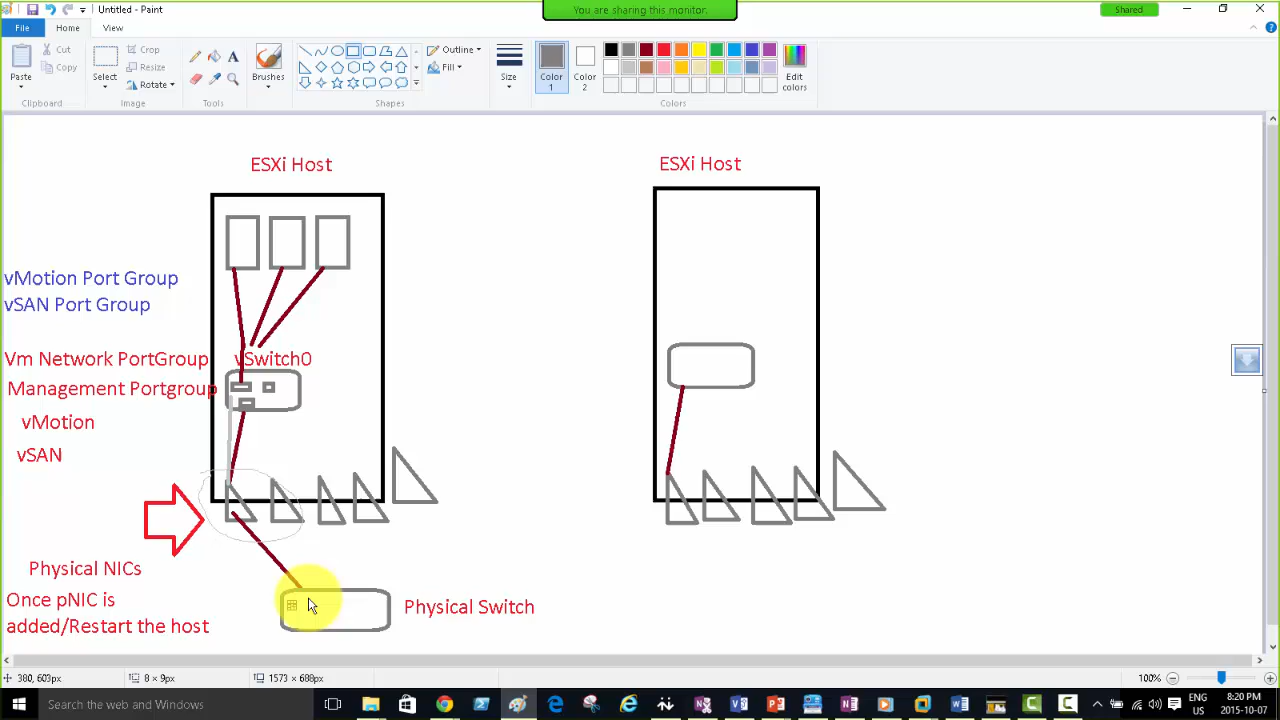 Untitled - Paint
You are sharing this monitor.
Shared
File
Home
View
Paste
Cut
Copy
Clipboard
Select
Crop
Resize
Rotate
Image
A
Tools
Brushes
Outline
Fill
Shapes
Size
Color 1
Color 2
Edit colors
Colors
ESXi Host
ESXi Host
vMotion Port Group
vSAN Port Group
Vm Network PortGroup
vSwitch0
Management Portgroup
vMotion
vSAN
Physical NICs
Once pNIC is
added/Restart the host
Physical Switch
380, 603px
8 × 9px
1573 × 688px
100%
Search the web and Windows
ENG
US
8:20 PM
2015-10-07